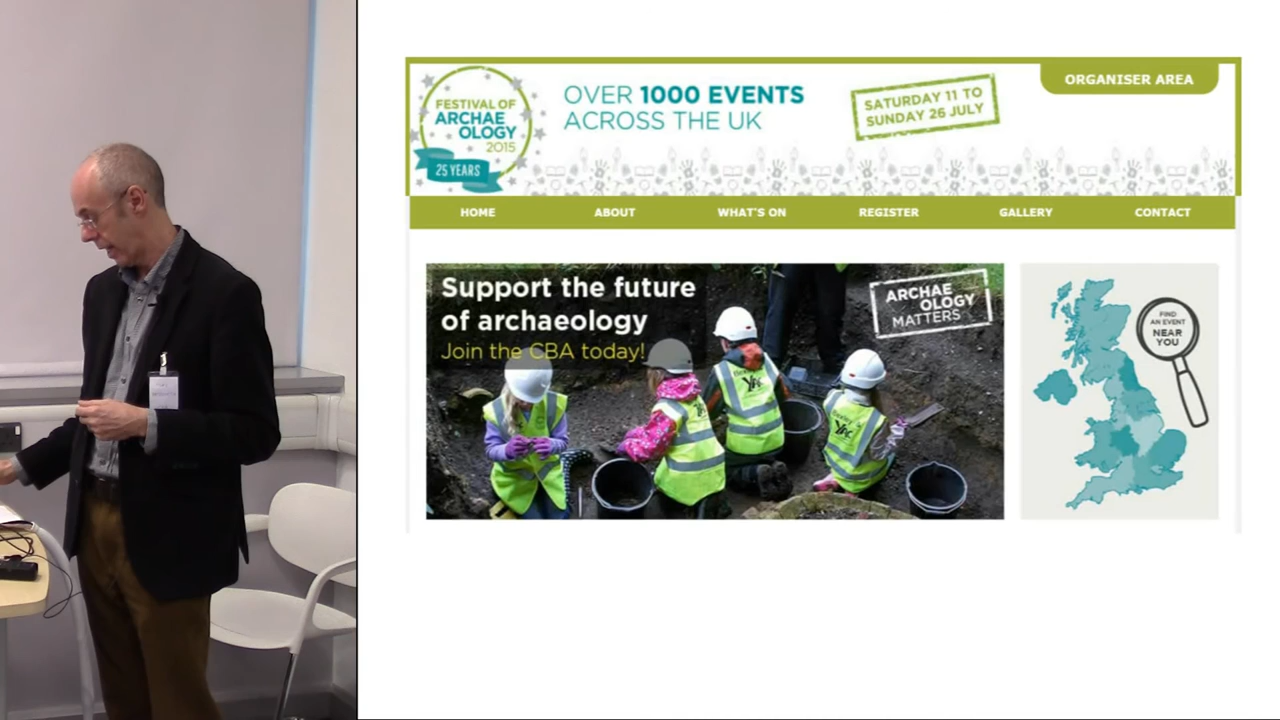 FESTIVAL OF
ARCHAE
OLOGY
2015
25 YEARS
OVER 1000 EVENTS
ACROSS THE UK
SATURDAY 11 TO
SUNDAY 26 JULY
ORGANISER AREA
HOME ABOUT WHAT'S ON REGISTER GALLERY CONTACT
Support the future
of archaeology
Join the CBA today!
ARCHAE
OLOGY
MATTERS
FIND
AN EVENT
NEAR
YOU